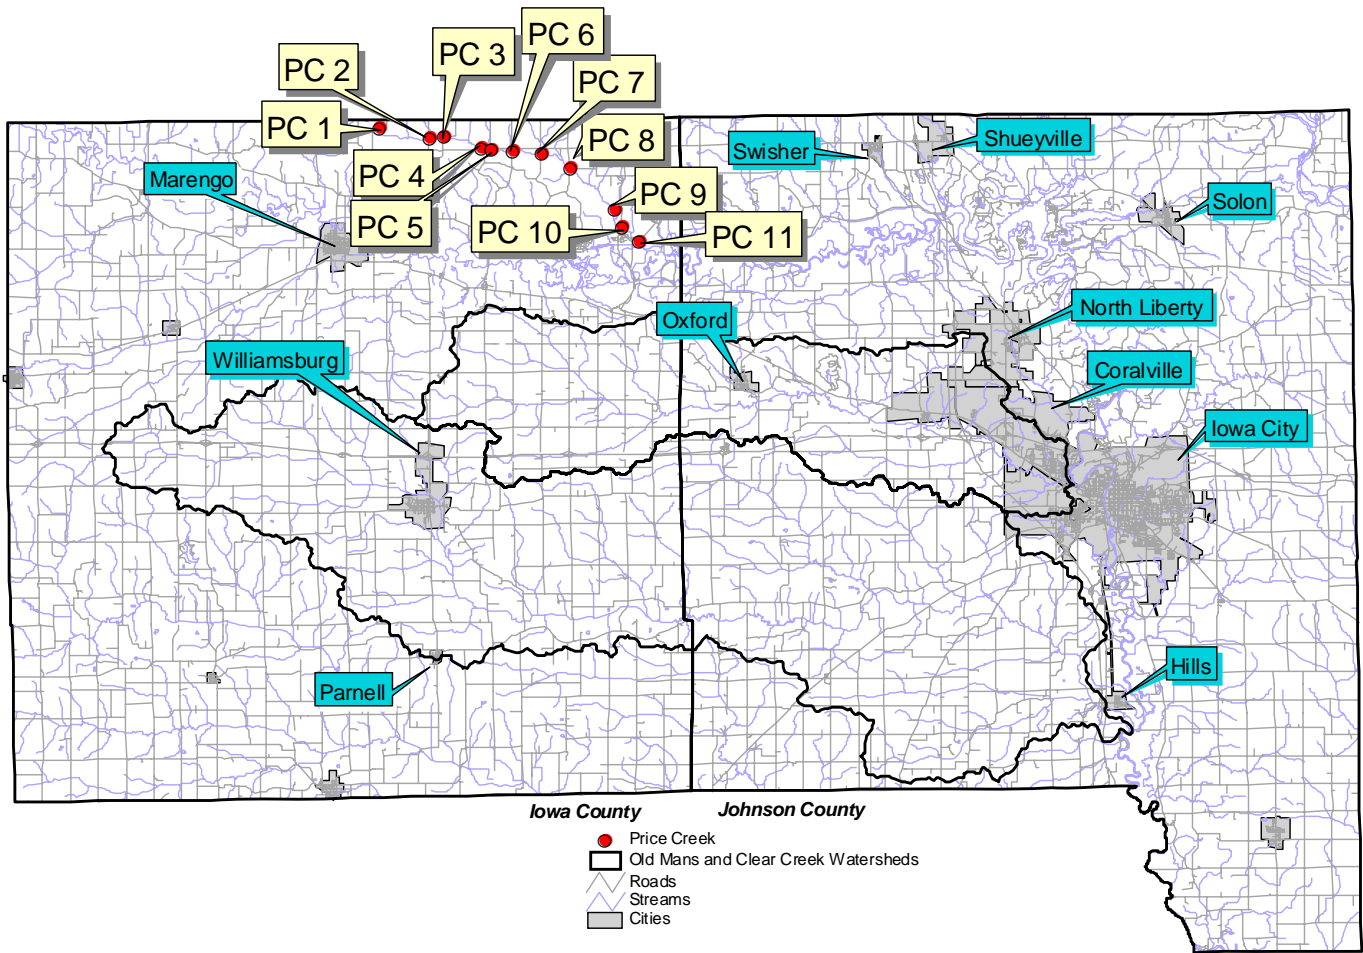 PC 6
PC 3
PC 2
PC 7
PC 1
PC 8
Shueyville
Swisher
PC 4
Marengo
PC 9
Solon
PC 5
PC 10
PC 11
North Liberty
Oxford
Williamsburg
Coralville
Iowa City
Hills
Parnell
Iowa County
Johnson County
Price Creek
Old Mans and Clear Creek Watersheds
Roads
Streams
Cities